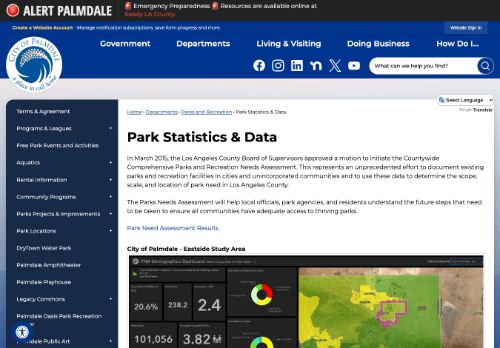 ALERT PALMDALE
🚨 Emergency Preparedness 🚨 Resources are available online at
Ready LA County.
Create a Website Account - Manage notification subscriptions, save form progress and more.
Website Sign In
CITY OF PALMDALE
a place to call home
Government
Departments
Living & Visiting
Doing Business
How Do I...
What can we help you find?
Select Language
Google Translate
Terms & Agreement
Programs & Leagues
Free Park Events and Activities
Aquatics
Rental Information
Community Programs
Parks Projects & Improvements
Park Locations
DryTown Water Park
Palmdale Amphitheater
Palmdale Playhouse
Legacy Commons
Palmdale Oasis Park Recreation
Palmdale Public Art
Home › Departments › Parks and Recreation › Park Statistics & Data
Park Statistics & Data
In March 2015, the Los Angeles County Board of Supervisors approved a motion to initiate the Countywide
Comprehensive Parks and Recreation Needs Assessment. This represents an unprecedented effort to document existing
parks and recreation facilities in cities and unincorporated communities and to use these data to determine the scope,
scale, and location of park need in Los Angeles County.
The Parks Needs Assessment will help local officials, park agencies, and residents understand the future steps that need
to be taken to ensure all communities have adequate access to thriving parks.
Park Need Assessment Results
City of Palmdale - Eastside Study Area
PNA Demographics Dashboard
20.6%
238.2
2.4
101,056
3.82